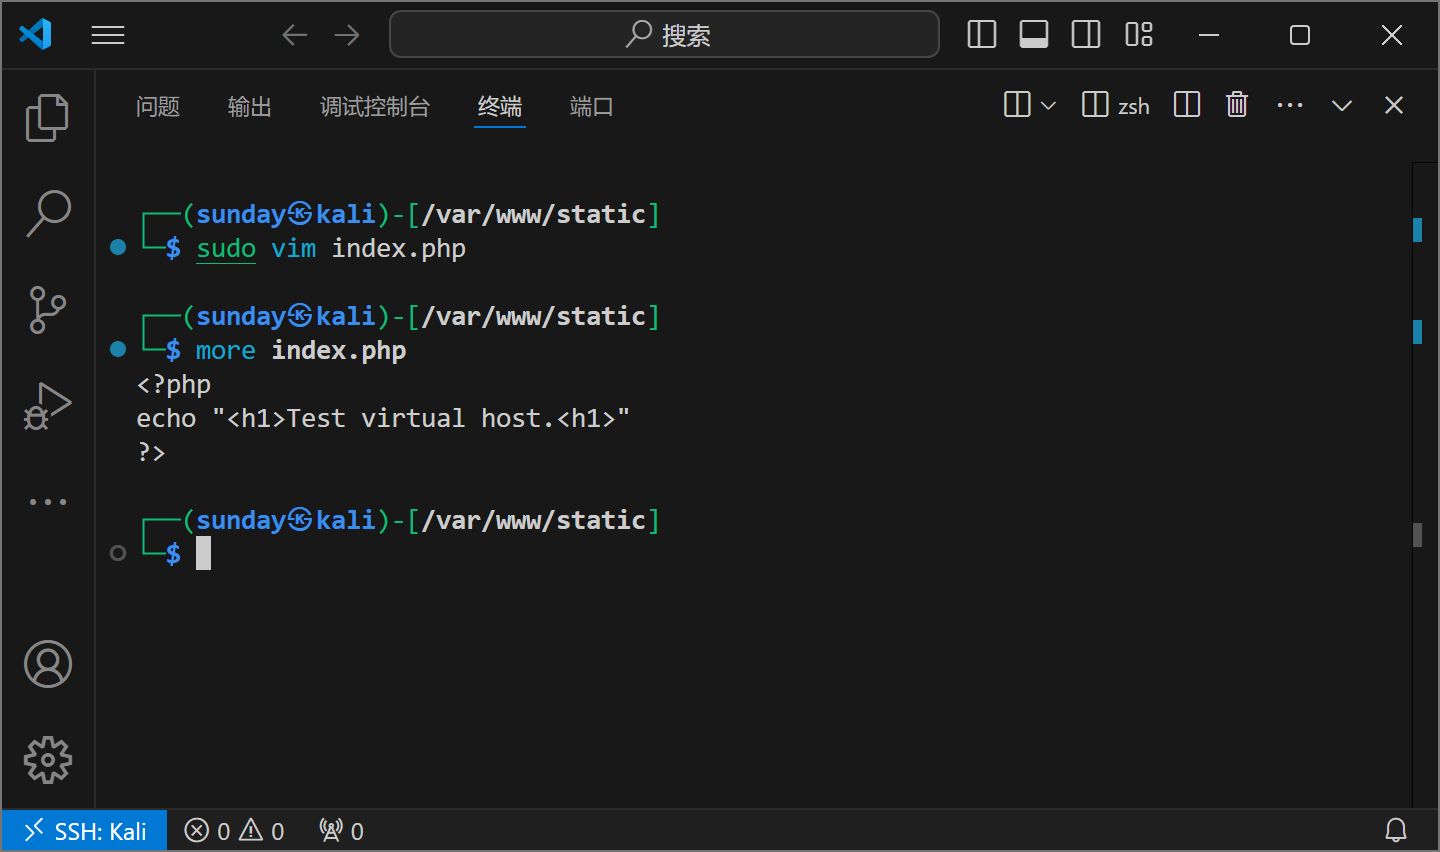 搜索
问题 输出 调试控制台 终端 端口 zsh
┌──(sunday㉿kali)-[/var/www/static]
└─$ sudo vim index.php
┌──(sunday㉿kali)-[/var/www/static]
└─$ more index.php
<?php
echo "<h1>Test virtual host.<h1>"
?>
┌──(sunday㉿kali)-[/var/www/static]
└─$
SSH: Kali 0 0 0